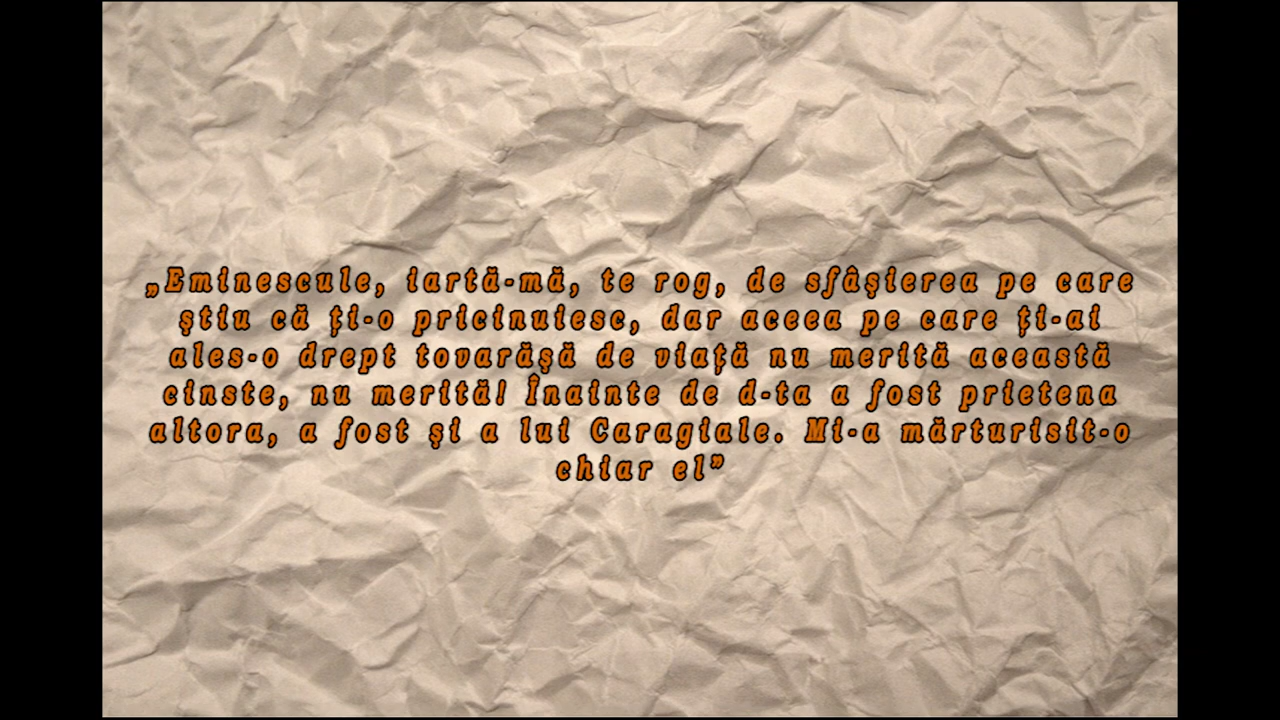 „Eminescule, iartă-mă, te rog, de sfâşierea pe care
ştiu că ţi-o pricinuiesc, dar aceea pe care ţi-ai
ales-o drept tovarăşă de viaţă nu merită această
cinste, nu merită! Înainte de d-ta a fost prietena
altora, a fost şi a lui Caragiale. Mi-a mărturisit-o
chiar el”